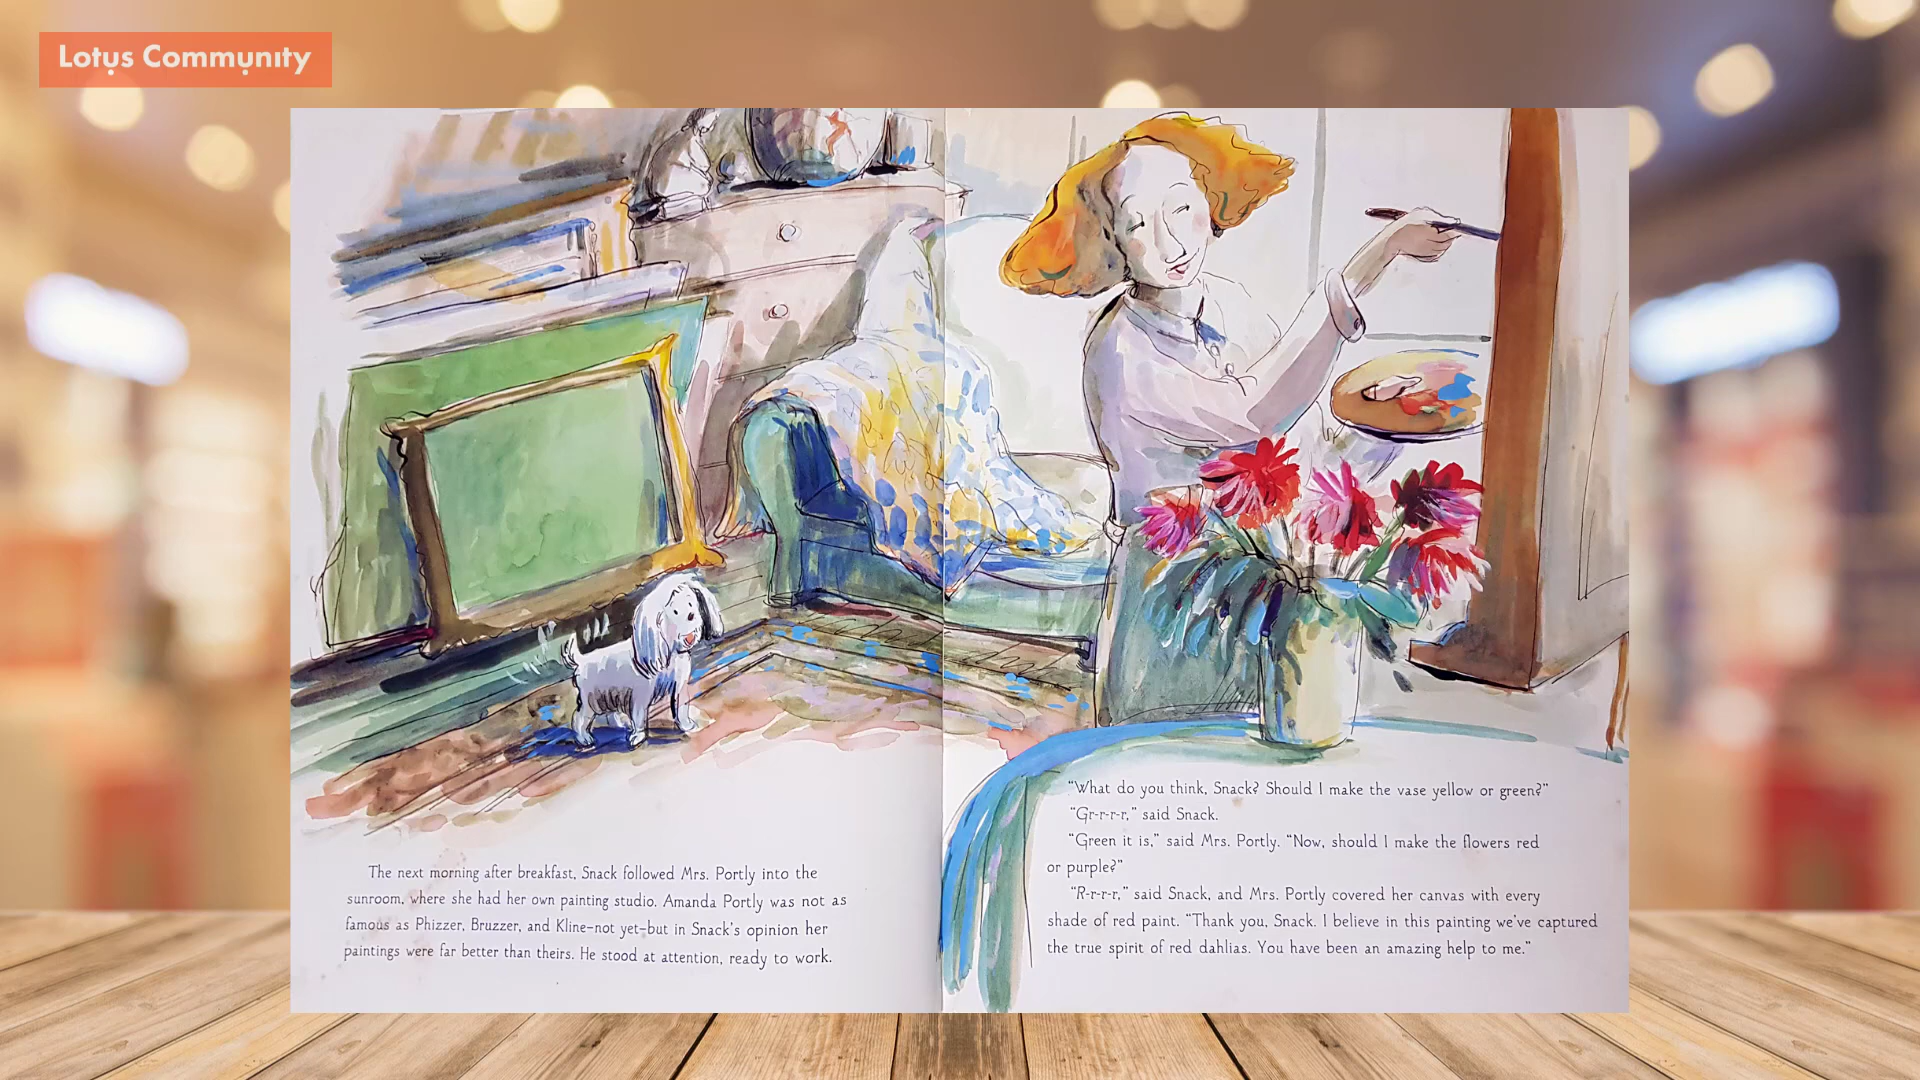 Lotus Community
The next morning after breakfast, Snack followed Mrs. Portly into the
sunroom, where she had her own painting studio. Amanda Portly was not as
famous as Phizzer, Bruzzer, and Kline–not yet–but in Snack's opinion her
paintings were far better than theirs. He stood at attention, ready to work.
"What do you think, Snack? Should I make the vase yellow or green?"
"Gr-r-r-r," said Snack.
"Green it is," said Mrs. Portly. "Now, should I make the flowers red
or purple?"
"R-r-r-r," said Snack, and Mrs. Portly covered her canvas with every
shade of red paint. "Thank you, Snack. I believe in this painting we've captured
the true spirit of red dahlias. You have been an amazing help to me."